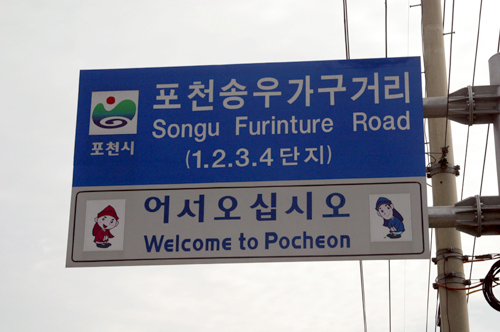 포천송우가구거리
Songu Furinture Road
포천시
(1.2.3.4단지)
어서오십시오
Welcome to Pocheon